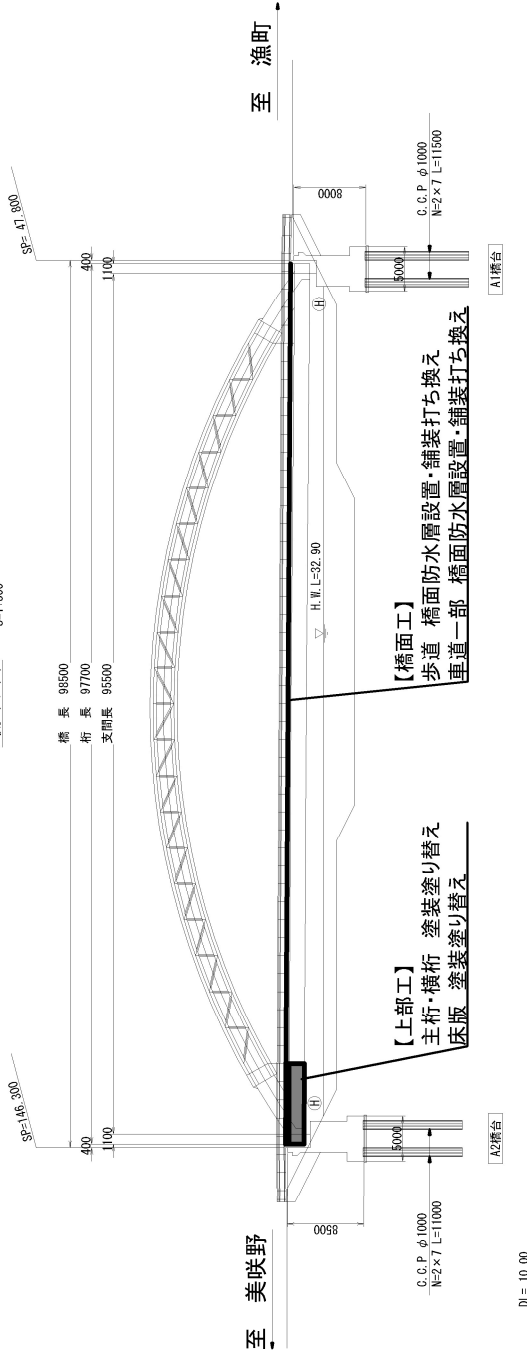 SP=146.300
SP= 47.800
橋 長 98500
400
桁 長 97700
400
1100
支間長 95500
1100
至 美咲野
至 漁町
H.W.L=32.90
H
H
8500
8000
5000
5000
C.C.P φ1000
N=2×7 L=11000
C.C.P φ1000
N=2×7 L=11500
A2橋台
A1橋台
【上部工】
主桁・横桁 塗装塗り替え
床版 塗装塗り替え
【橋面工】
歩道 橋面防水層設置・舗装打ち換え
車道一部 橋面防水層設置・舗装打ち換え
DL= 10.00